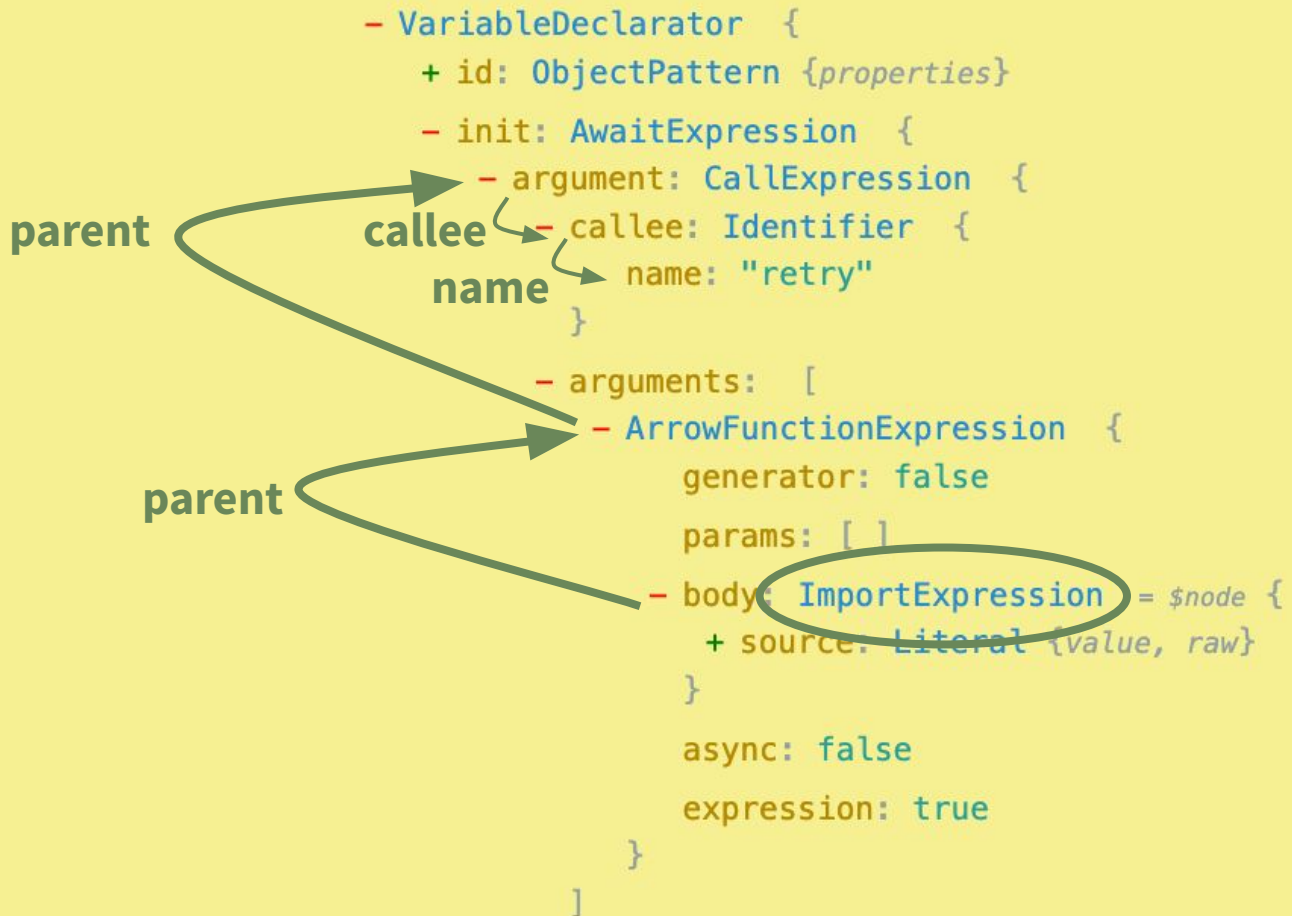 - VariableDeclarator {
+ id: ObjectPattern {properties}
- init: AwaitExpression {
- argument: CallExpression {
parent callee - callee: Identifier {
name name: "retry"
}
- arguments: [
- ArrowFunctionExpression {
generator: false
parent
params: [ ]
- body: ImportExpression = $node {
+ source: Literal {value, raw}
}
async: false
expression: true
}
]